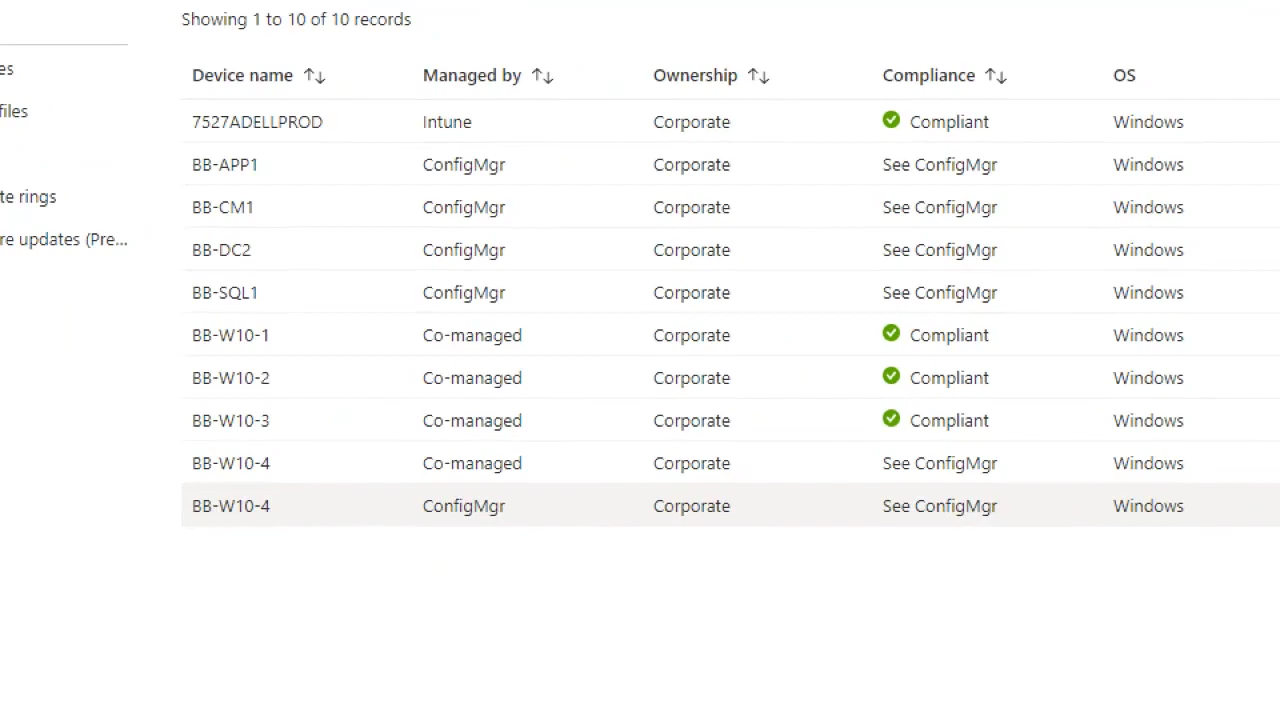 Showing 1 to 10 of 10 records
es
files
te rings
re updates (Pre...
Device name ↑↓ Managed by ↑↓ Ownership ↑↓ Compliance ↑↓ OS
7527ADELLPROD Intune Corporate Compliant Windows
BB-APP1 ConfigMgr Corporate See ConfigMgr Windows
BB-CM1 ConfigMgr Corporate See ConfigMgr Windows
BB-DC2 ConfigMgr Corporate See ConfigMgr Windows
BB-SQL1 ConfigMgr Corporate See ConfigMgr Windows
BB-W10-1 Co-managed Corporate Compliant Windows
BB-W10-2 Co-managed Corporate Compliant Windows
BB-W10-3 Co-managed Corporate Compliant Windows
BB-W10-4 Co-managed Corporate See ConfigMgr Windows
BB-W10-4 ConfigMgr Corporate See ConfigMgr Windows